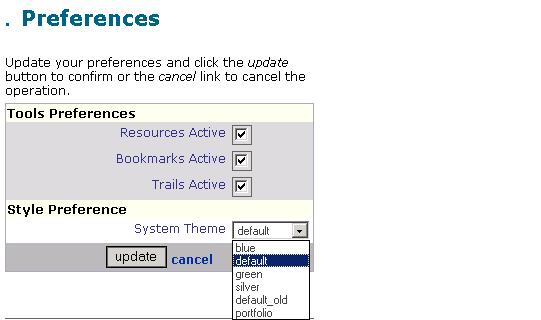 . Preferences
Update your preferences and click the update
button to confirm or the cancel link to cancel the
operation.
Tools Preferences
Resources Active
Bookmarks Active
Trails Active
Style Preference
System Theme default
update cancel
blue
default
green
silver
default_old
portfolio